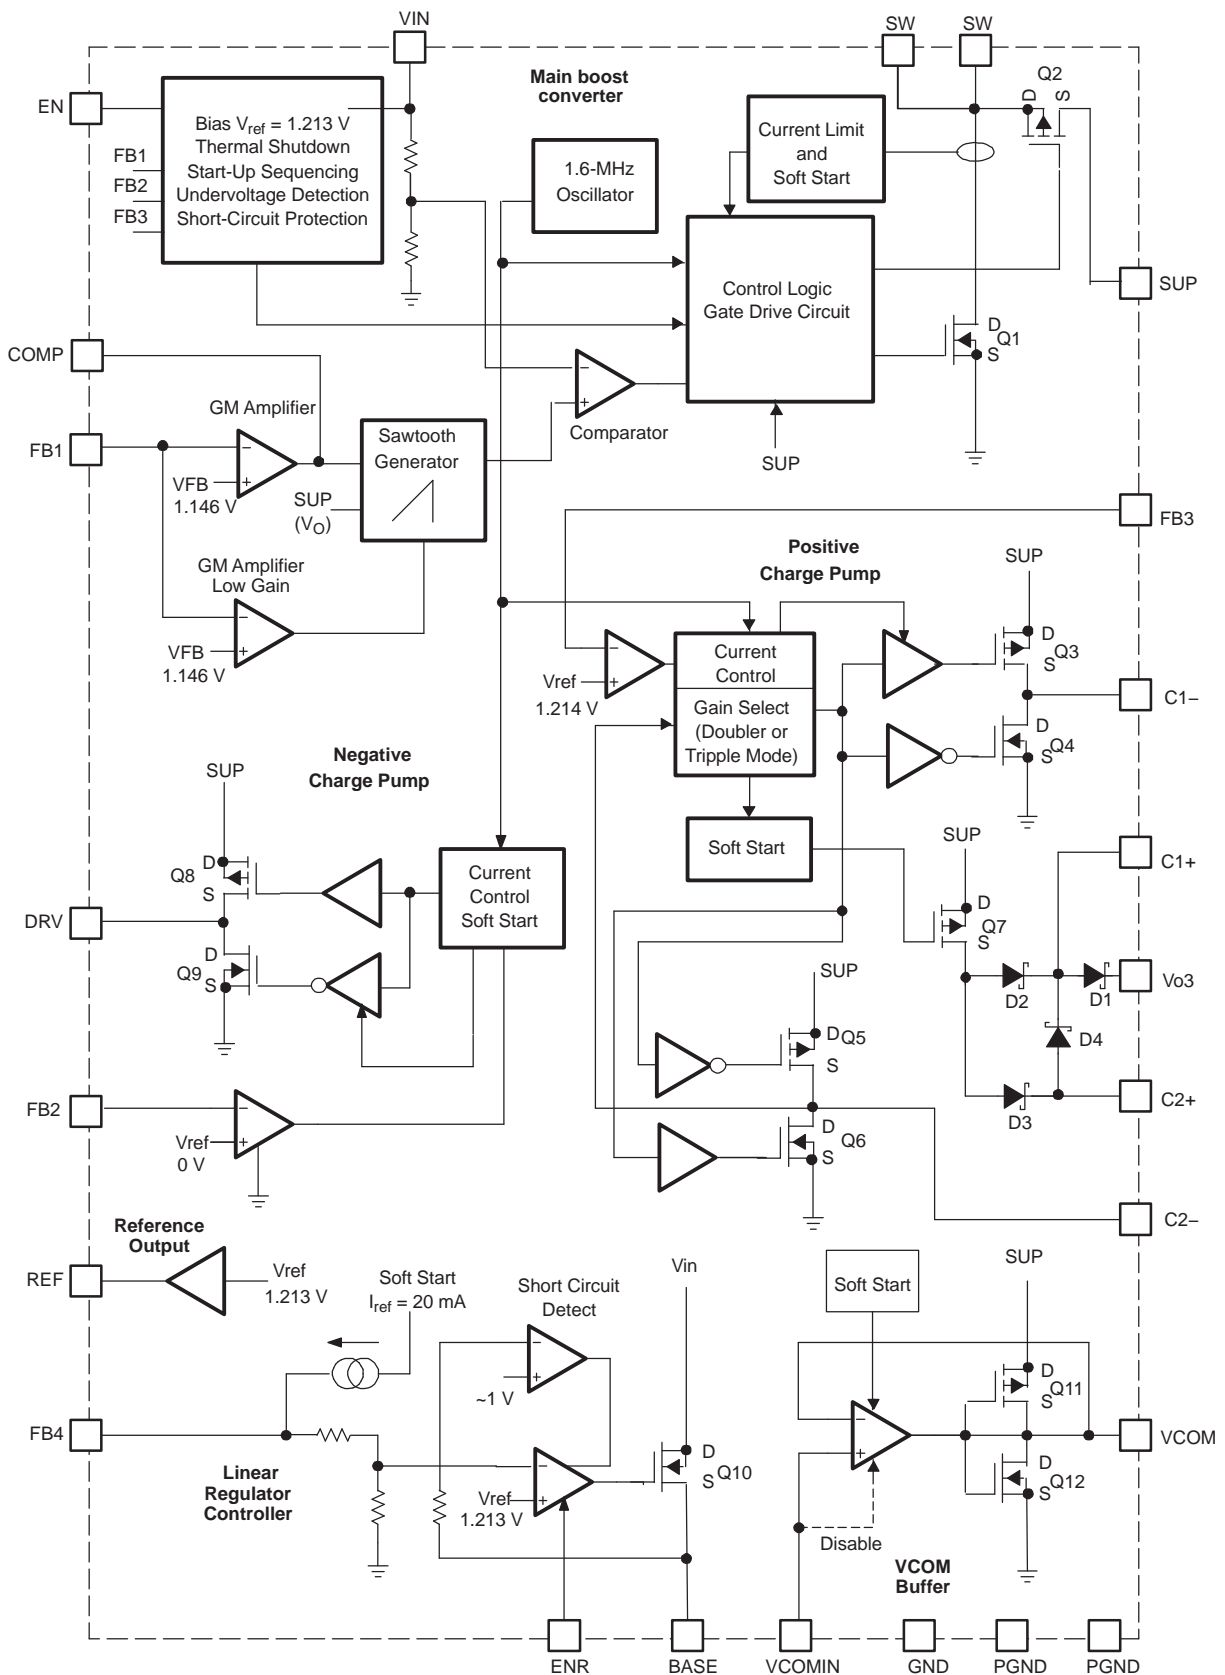 VIN
SW
SW
Main boost
converter
Q2
D
S
EN
Bias Vref = 1.213 V
Thermal Shutdown
Start-Up Sequencing
Undervoltage Detection
Short-Circuit Protection
FB1
FB2
FB3
1.6-MHz
Oscillator
Current Limit
and
Soft Start
Control Logic
Gate Drive Circuit
SUP
D
Q1
S
COMP
GM Amplifier
FB1
−
+
VFB
1.146 V
Sawtooth
Generator
SUP
(VO)
−
+
Comparator
SUP
FB3
GM Amplifier
Low Gain
−
+
VFB
1.146 V
Positive
Charge Pump
SUP
−
+
Vref
1.214 V
Current
Control
Gain Select
(Doubler or
Tripple Mode)
D
Q3
S
C1−
D
Q4
S
Negative
Charge Pump
SUP
Soft Start
SUP
C1+
D
Q8
S
Current
Control
Soft Start
DRV
D
Q9
S
D
Q7
S
SUP
D2
D1
Vo3
D4
D
Q5
S
FB2
−
+
Vref
0 V
D3
C2+
D
Q6
S
C2−
Reference
Output
REF
Vref
1.213 V
Soft Start
Iref = 20 mA
Short Circuit
Detect
−
+
~1 V
Vin
Soft Start
SUP
D
Q11
S
FB4
Linear
Regulator
Controller
−
+
Vref
1.213 V
D
Q10
S
−
+
VCOM
D
Q12
S
Disable
VCOM
Buffer
ENR
BASE
VCOMIN
GND
PGND
PGND